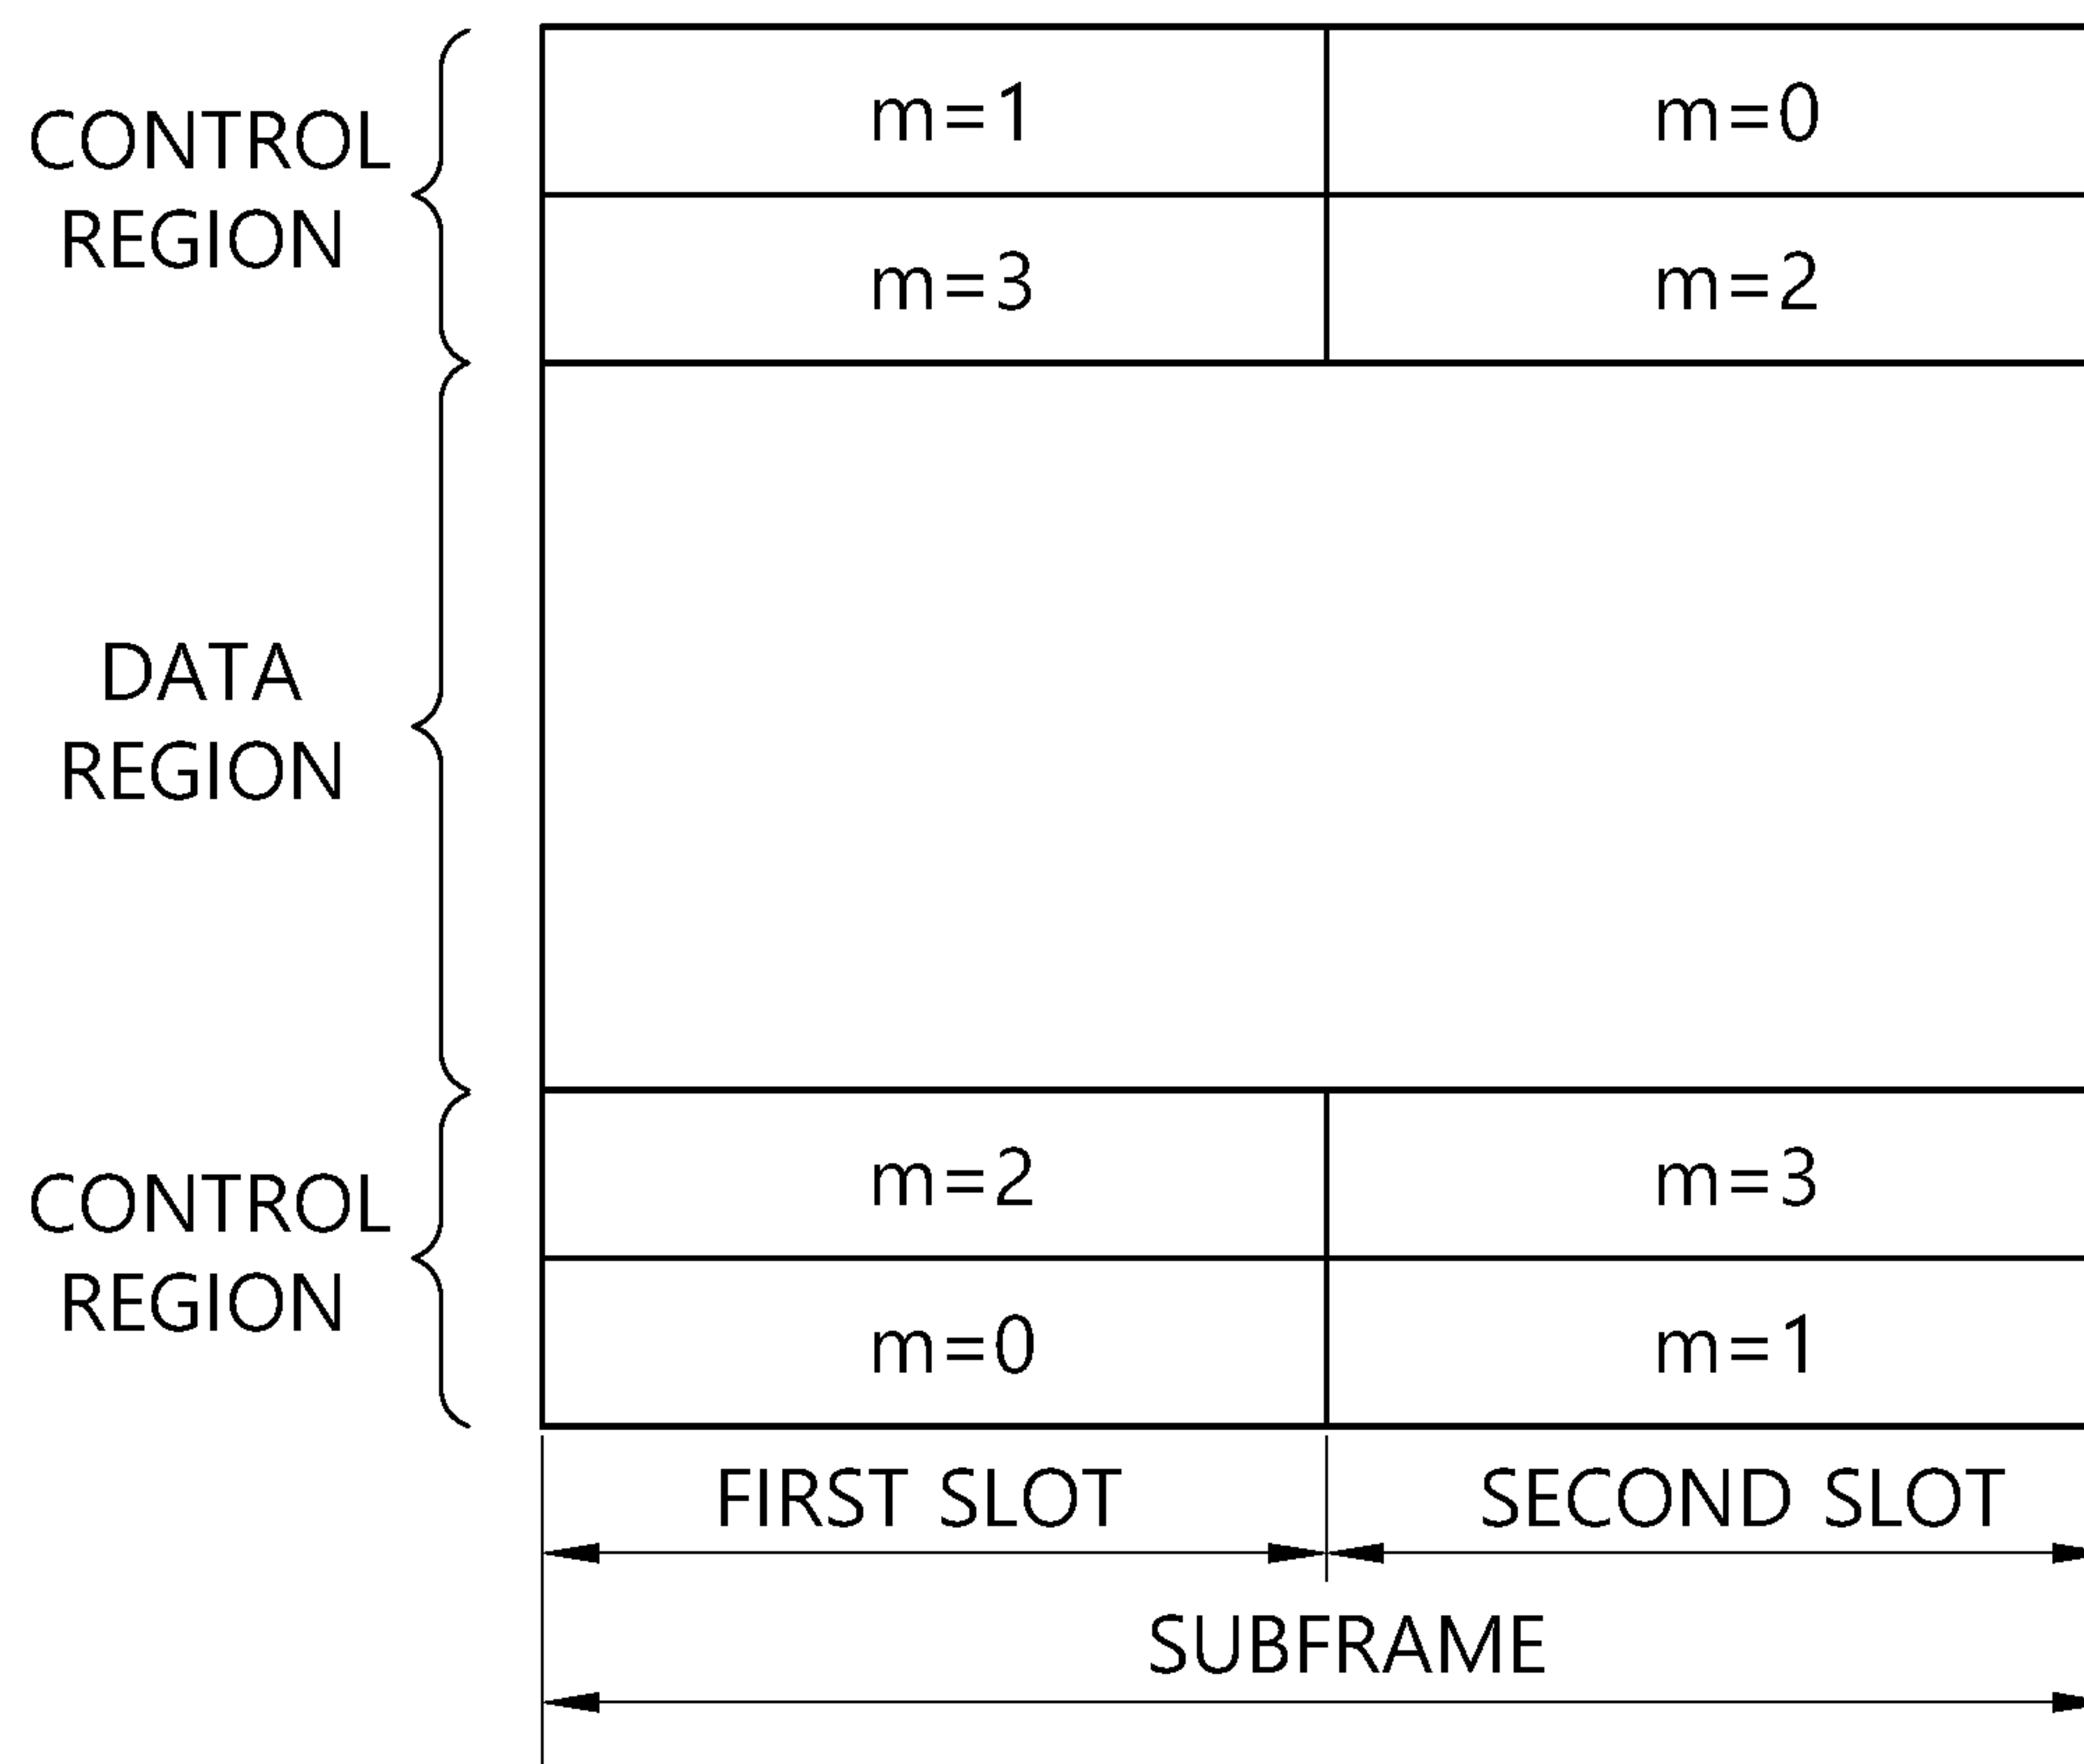 CONTROL
REGION
m=1
m=0
m=3
m=2
DATA
REGION
CONTROL
REGION
m=2
m=3
m=0
m=1
FIRST SLOT
SECOND SLOT
SUBFRAME